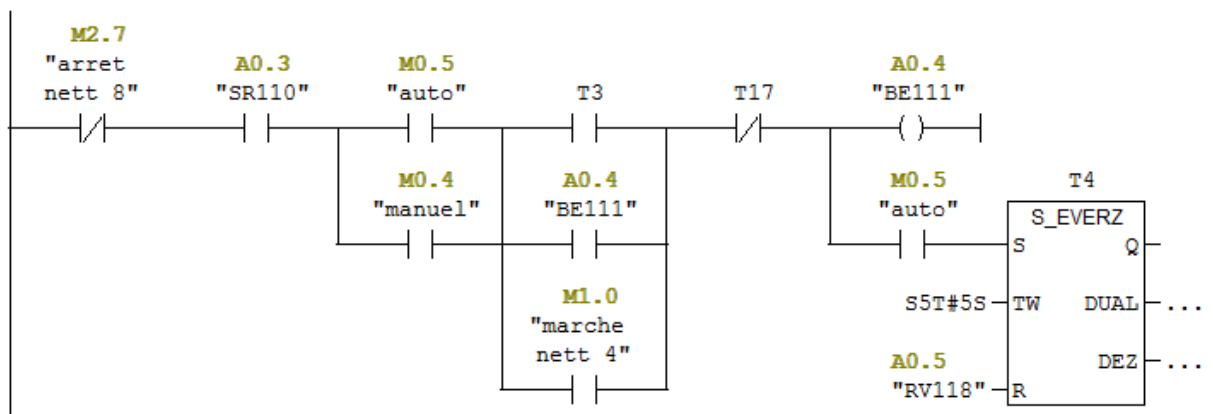 M2.7
"arret
nett 8"
A0.3
"SR110"
M0.5
"auto"
T3
T17
A0.4
"BE111"
M0.4
"manuel"
A0.4
"BE111"
M0.5
"auto"
T4
S_EVERZ
S
Q
M1.0
"marche
nett 4"
S5T#5S
TW
DUAL
...
A0.5
"RV118"
R
DEZ
...